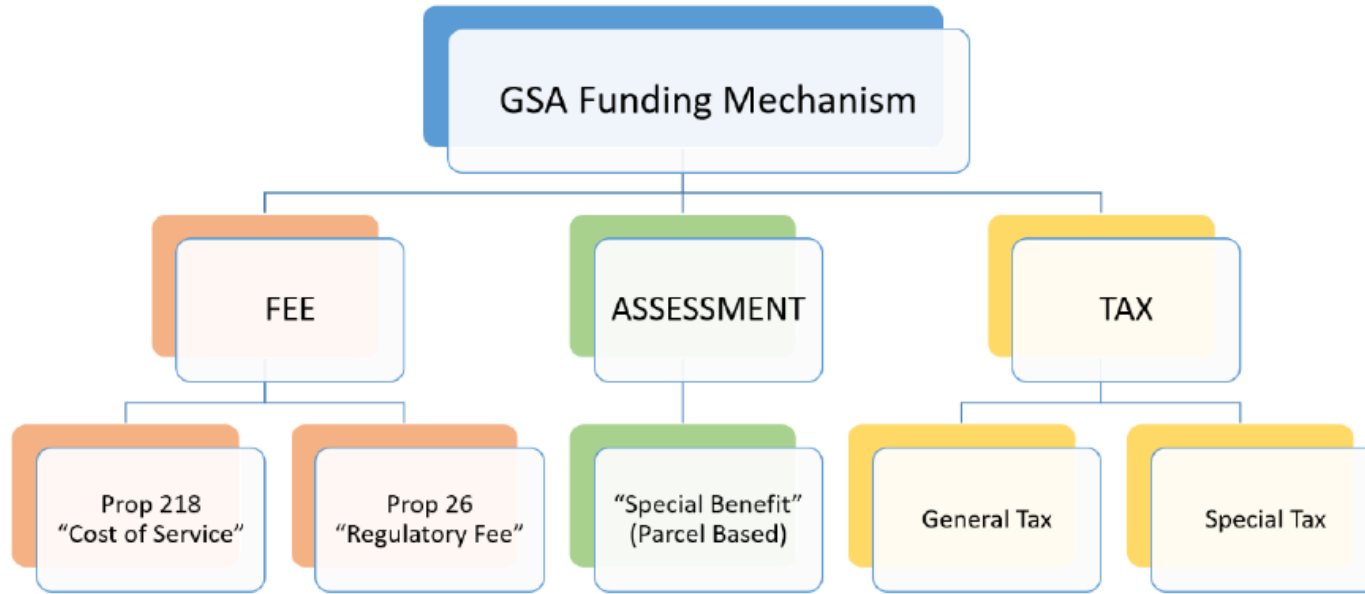 GSA Funding Mechanism
FEE
ASSESSMENT
TAX
Prop 218
“Cost of Service”
Prop 26
“Regulatory Fee”
“Special Benefit”
(Parcel Based)
General Tax
Special Tax